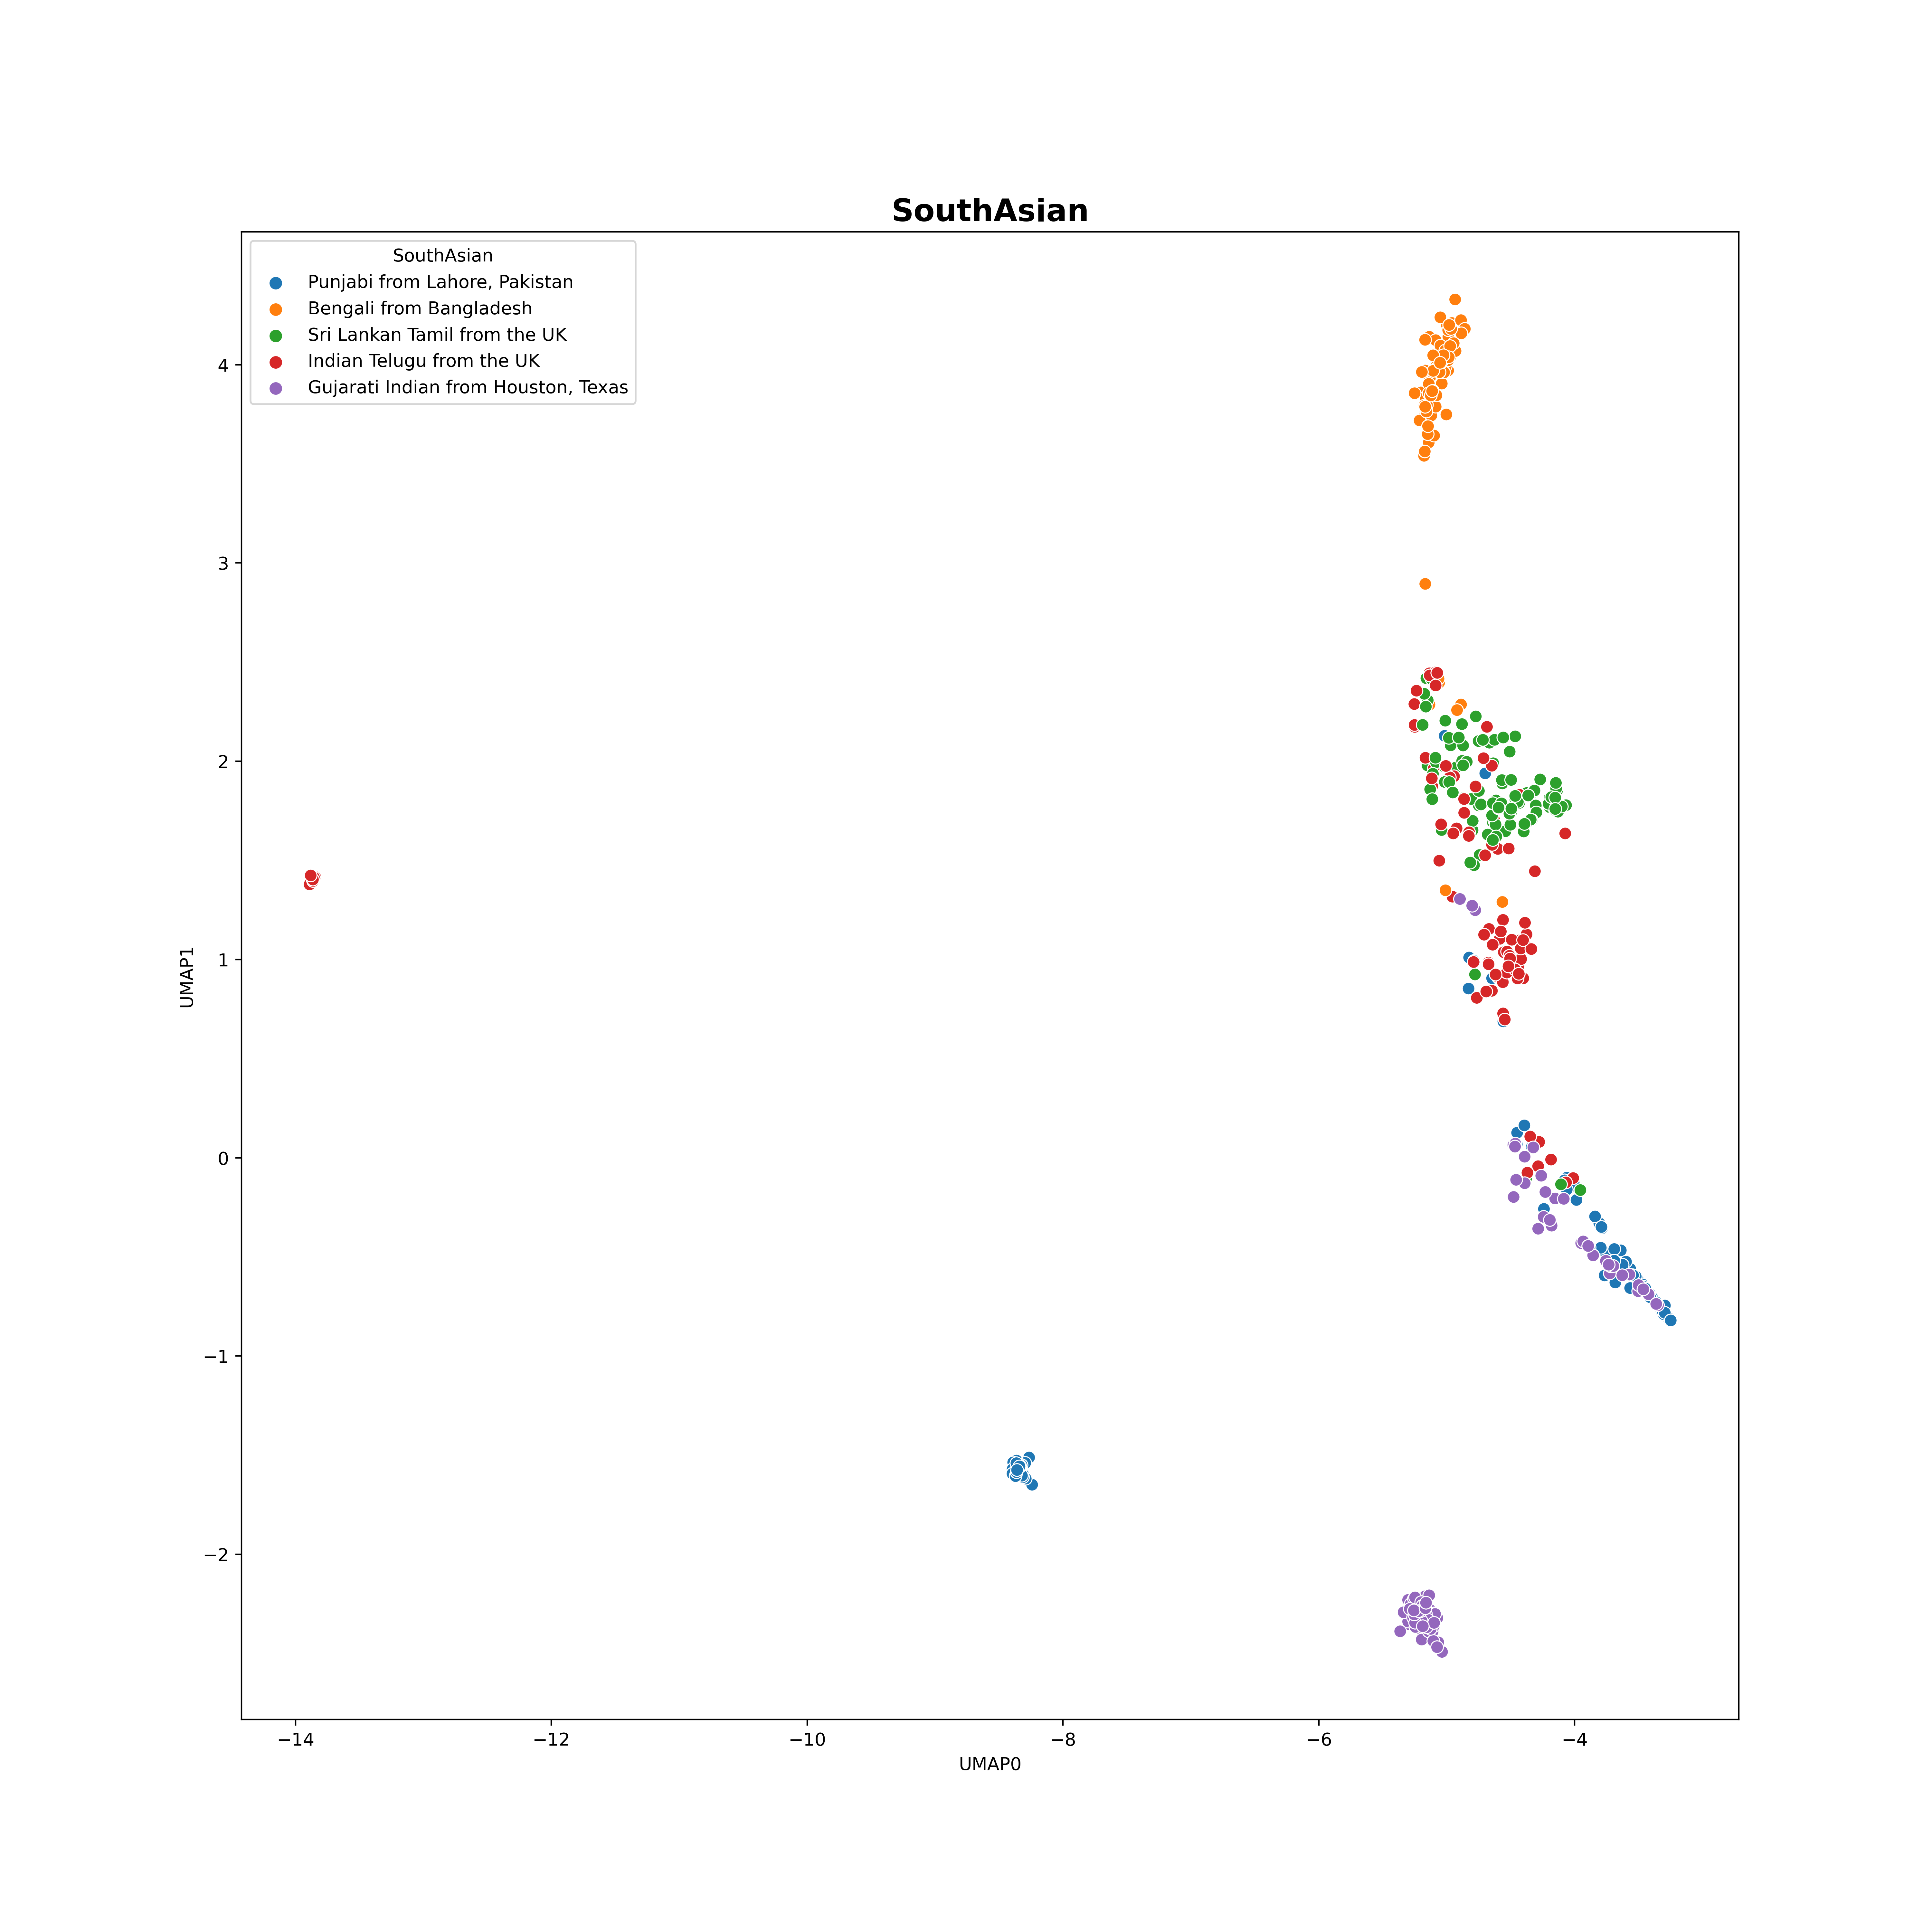 SouthAsian
SouthAsian
Punjabi from Lahore, Pakistan
Bengali from Bangladesh
Sri Lankan Tamil from the UK
Indian Telugu from the UK
Gujarati Indian from Houston, Texas
4
3
2
1
0
−1
−2
UMAP1
−14 −12 −10 −8 −6 −4
UMAP0